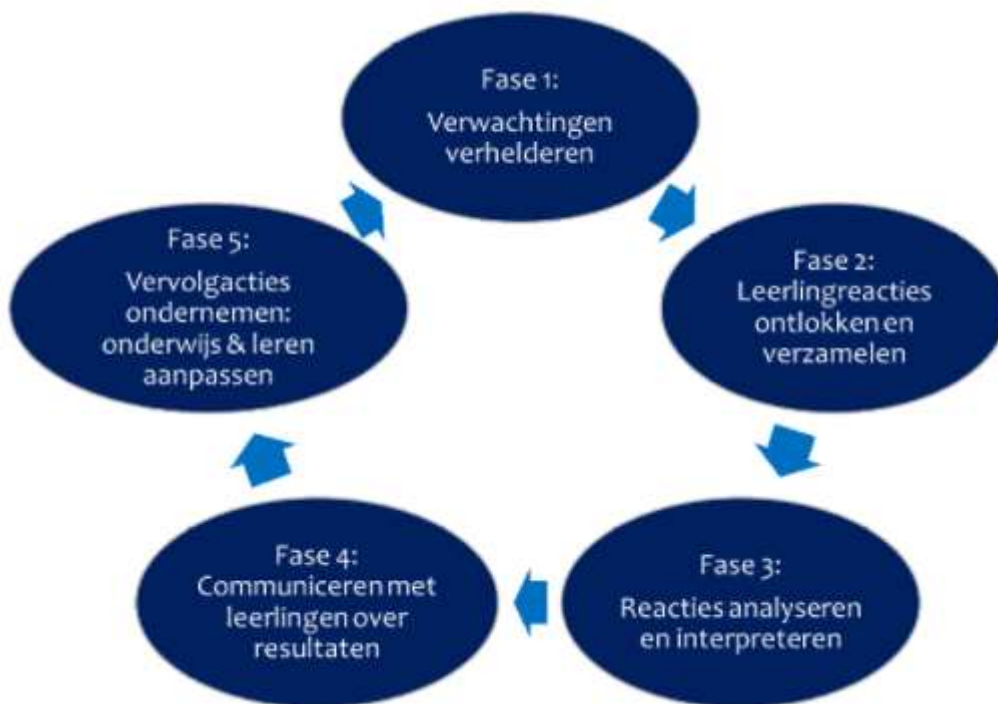 Fase 1:
Verwachtingen
verhelderen
Fase 2:
Leerlingreacties
ontlokken en
verzamelen
Fase 3:
Reacties analyseren
en interpreteren
Fase 4:
Communiceren met
leerlingen over
resultaten
Fase 5:
Vervolgacties
ondernemen:
onderwijs & leren
aanpassen